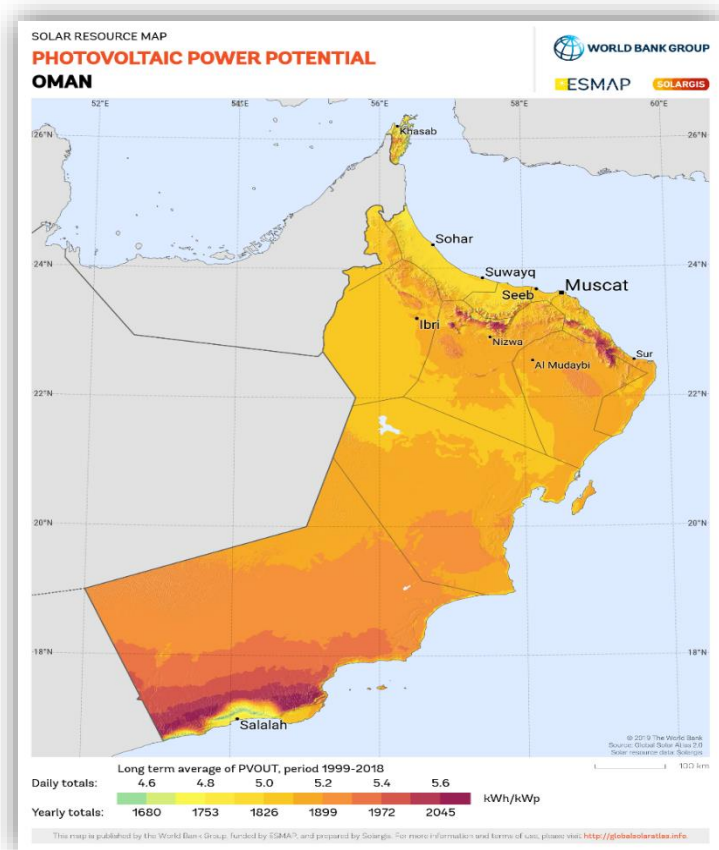 SOLAR RESOURCE MAP
PHOTOVOLTAIC POWER POTENTIAL
OMAN
WORLD BANK GROUP
ESMAP
SOLARGIS
52°E 54°E 56°E 58°E 60°E
26°N 26°N
Khasab
Sohar
24°N 24°N
Suwayq
Seeb
Muscat
Ibri
Nizwa
Sur
Al Mudaybi
22°N 22°N
20°N 20°N
18°N 18°N
Salalah
© 2019 The World Bank
Source: Global Solar Atlas 2.0
Solar resource data: Solargis
100 km
Long term average of PVOUT, period 1999-2018
Daily totals: 4.6 4.8 5.0 5.2 5.4 5.6
kWh/kWp
Yearly totals: 1680 1753 1826 1899 1972 2045
This map is published by the World Bank Group, funded by ESMAP, and prepared by Solargis. For more information and terms of use, please visit http://globalsolaratlas.info.